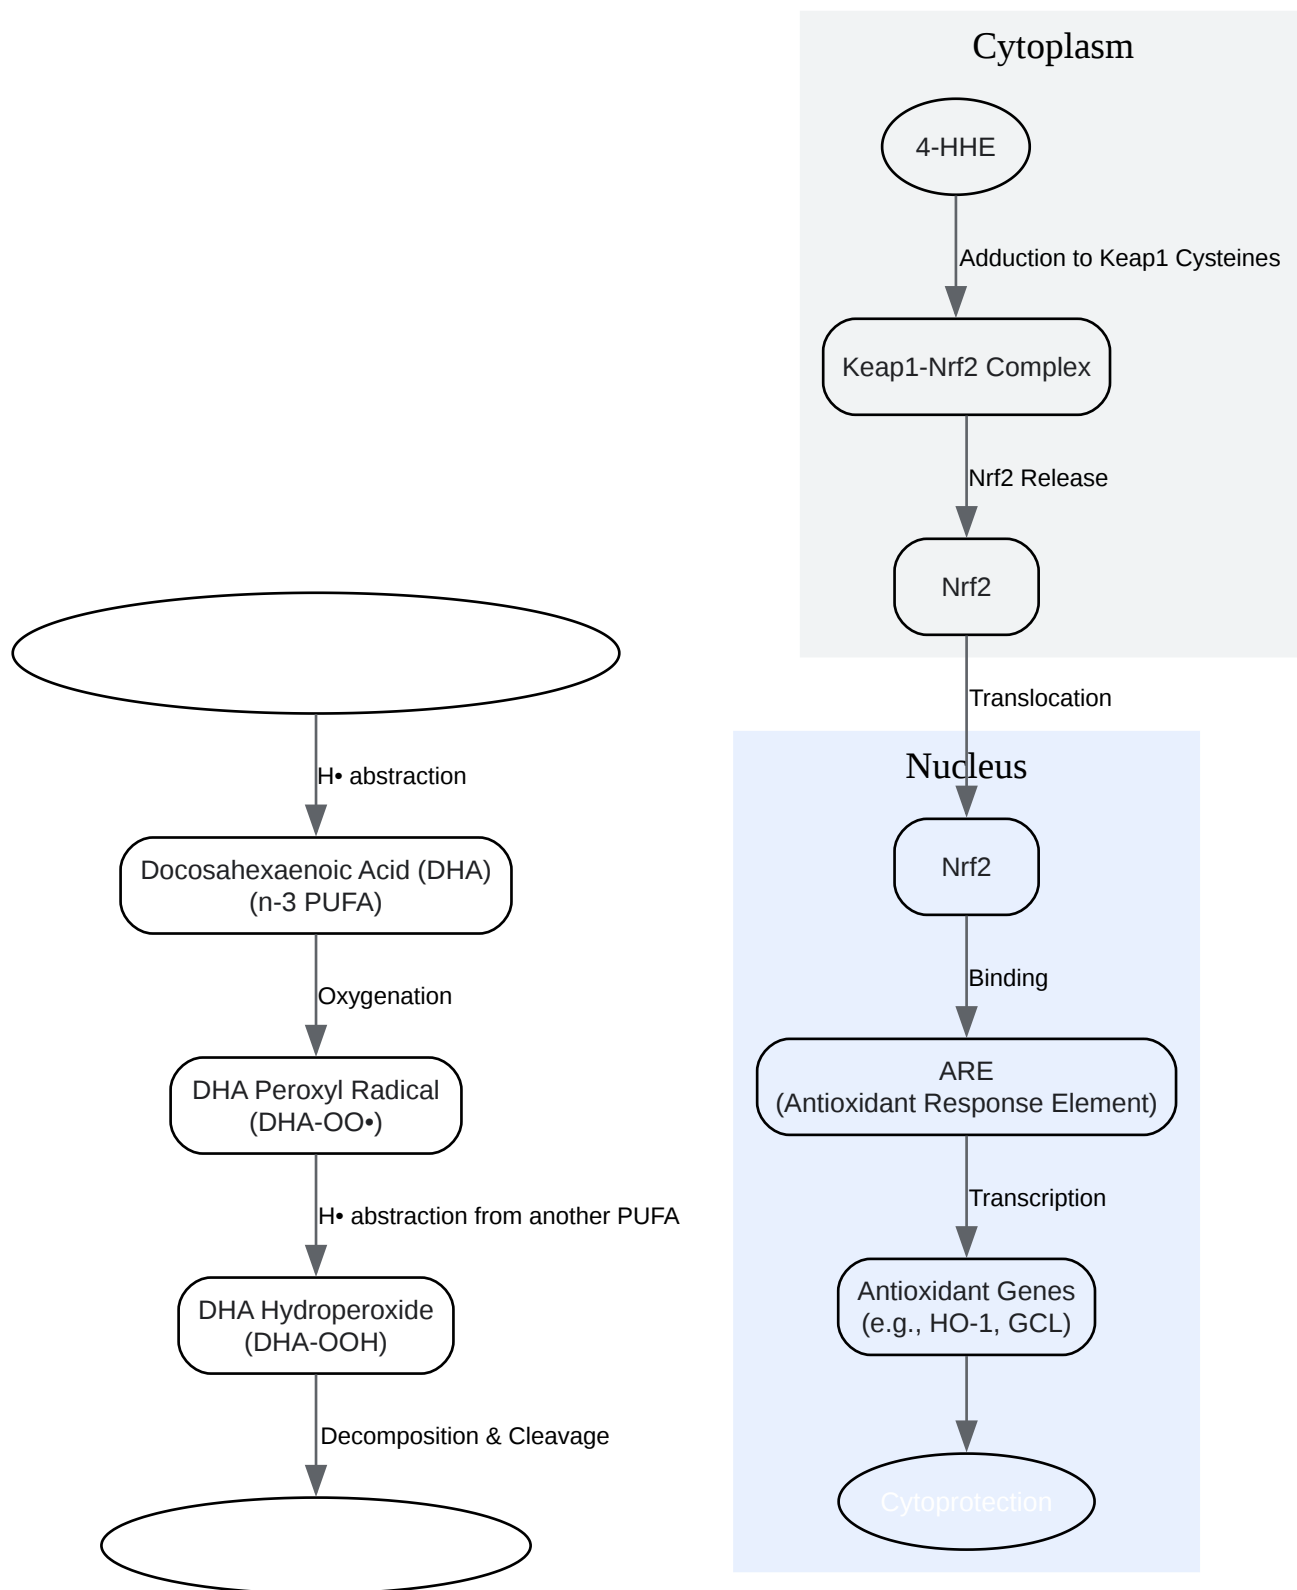 Cytoplasm
4-HHE
Adduction to Keap1 Cysteines
Keap1-Nrf2 Complex
Nrf2 Release
Nrf2
Translocation
Nucleus
Nrf2
Binding
ARE
(Antioxidant Response Element)
Transcription
Antioxidant Genes
(e.g., HO-1, GCL)
Cytoprotection
H• abstraction
Docosahexaenoic Acid (DHA)
(n-3 PUFA)
Oxygenation
DHA Peroxyl Radical
(DHA-OO•)
H• abstraction from another PUFA
DHA Hydroperoxide
(DHA-OOH)
Decomposition & Cleavage